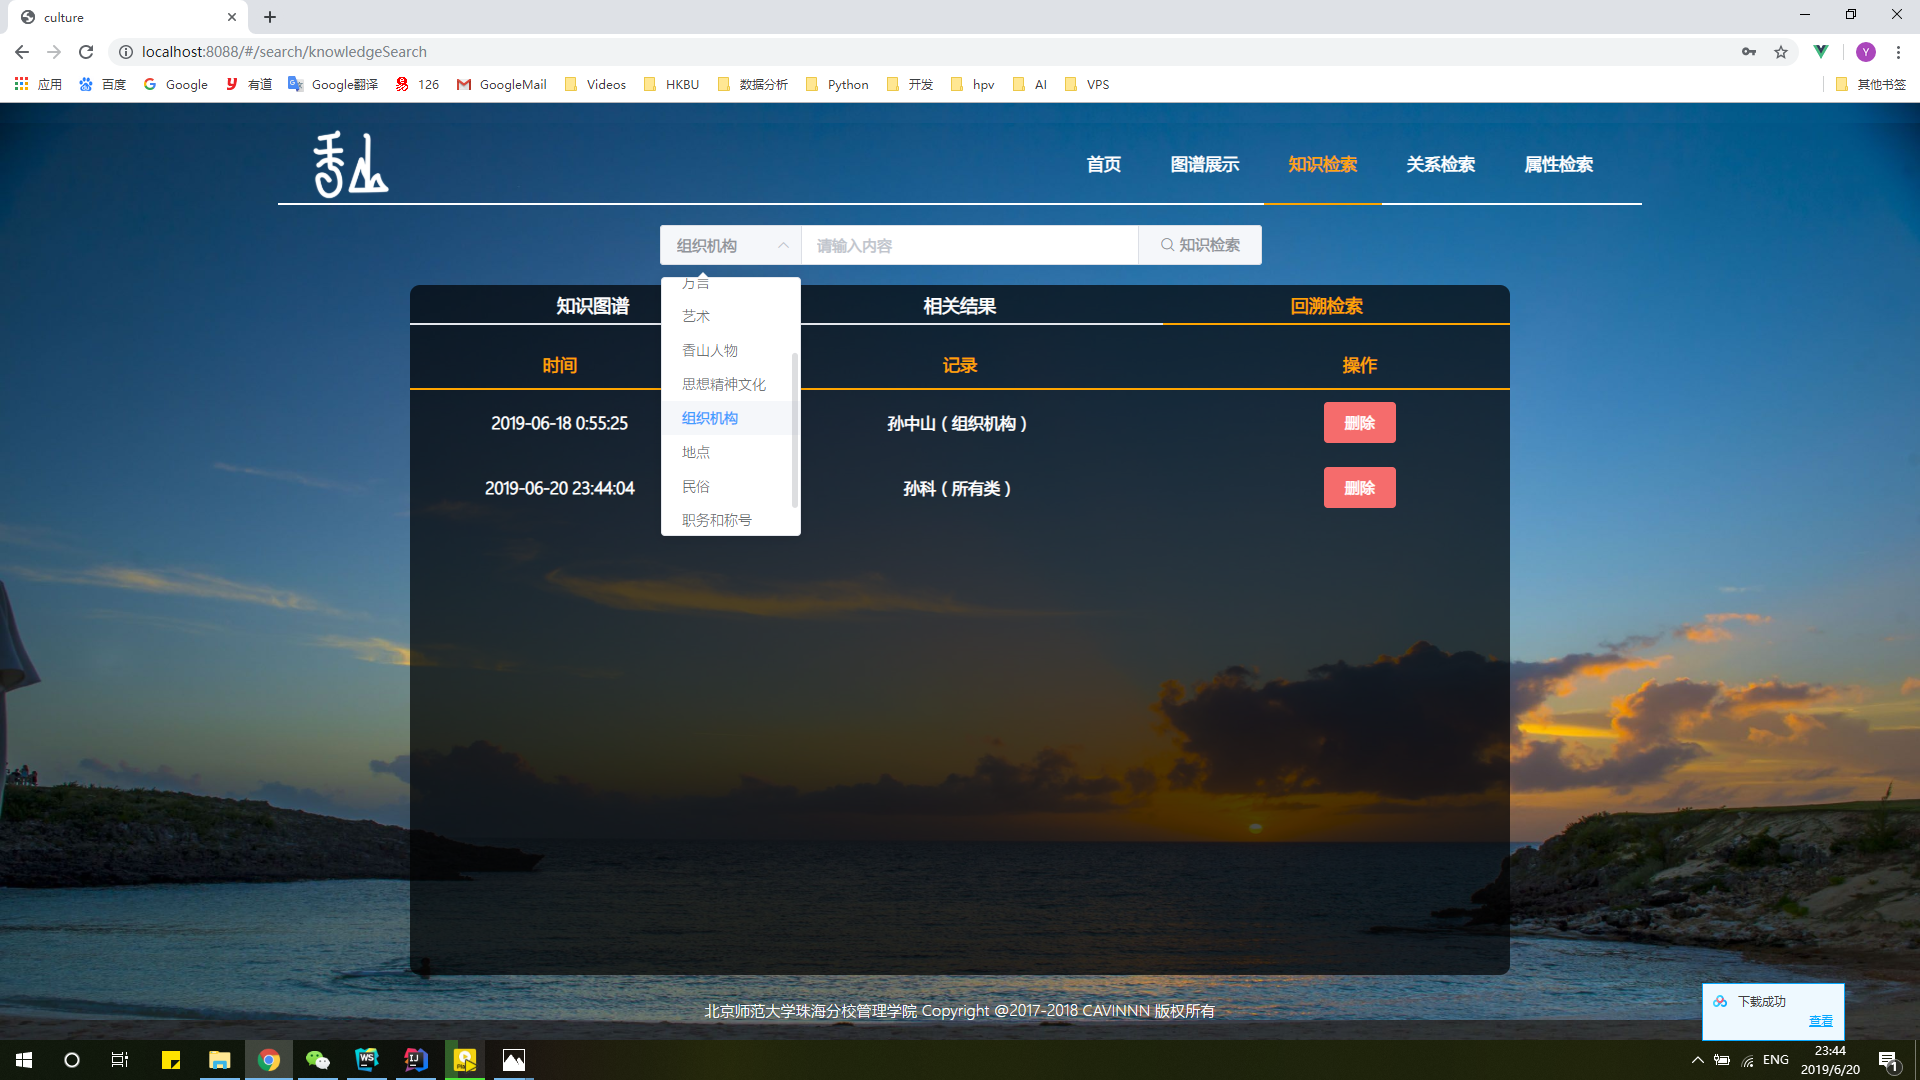 culture
localhost:8088/#/search/knowledgeSearch
应用 百度 Google 有道 Google翻译 126 GoogleMail Videos HKBU 数据分析 Python 开发 hpv AI VPS 其他书签
香山
首页 图谱展示 知识检索 关系检索 属性检索
组织机构 请输入内容 知识检索
方言
艺术
香山人物
思想精神文化
组织机构
地点
民俗
职务和称号
知识图谱 相关结果 回溯检索
时间 记录 操作
2019-06-18 0:55:25 孙中山（组织机构） 删除
2019-06-20 23:44:04 孙科（所有类） 删除
北京师范大学珠海分校管理学院 Copyright @2017-2018 CAVINNN 版权所有
下载成功
查看
ENG
23:44
2019/6/20
1